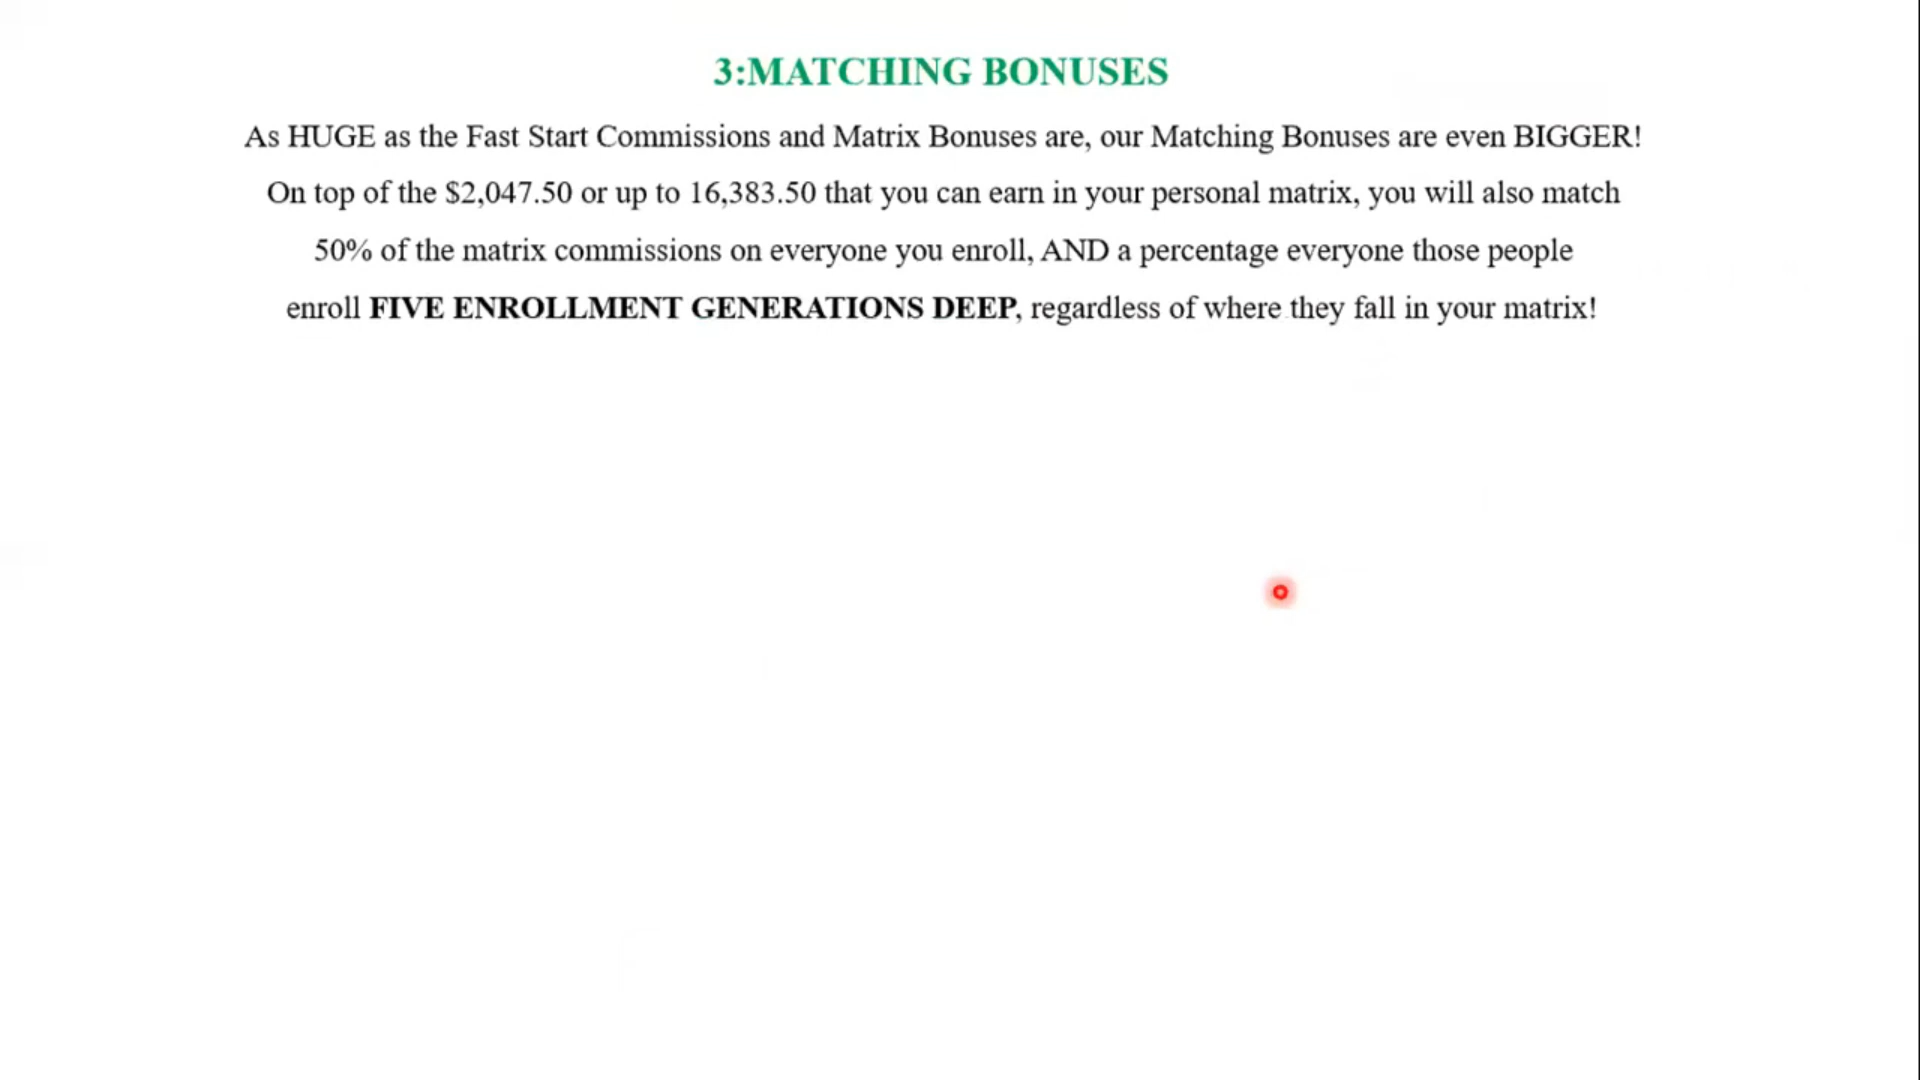 3:MATCHING BONUSES
As HUGE as the Fast Start Commissions and Matrix Bonuses are, our Matching Bonuses are even BIGGER!
On top of the $2,047.50 or up to 16,383.50 that you can earn in your personal matrix, you will also match
50% of the matrix commissions on everyone you enroll, AND a percentage everyone those people
enroll FIVE ENROLLMENT GENERATIONS DEEP, regardless of where they fall in your matrix!